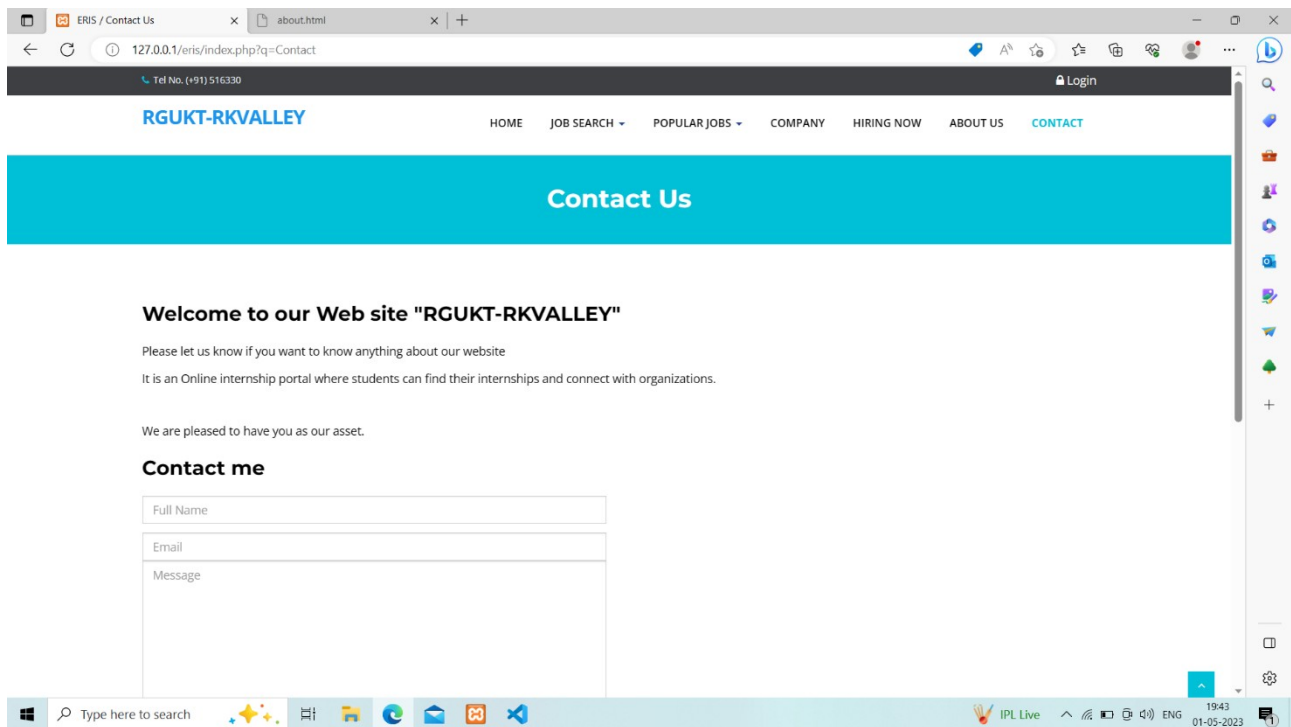 ERIS / Contact Us
about.html
127.0.0.1/eris/index.php?q=Contact
Tel No. (+91) 516330
Login
RGUKT-RKVALLEY
HOME JOB SEARCH POPULAR JOBS COMPANY HIRING NOW ABOUT US CONTACT
Contact Us
Welcome to our Web site "RGUKT-RKVALLEY"
Please let us know if you want to know anything about our website
It is an Online internship portal where students can find their internships and connect with organizations.
We are pleased to have you as our asset.
Contact me
Full Name
Email
Message
Type here to search
IPL Live
ENG
19:43
01-05-2023